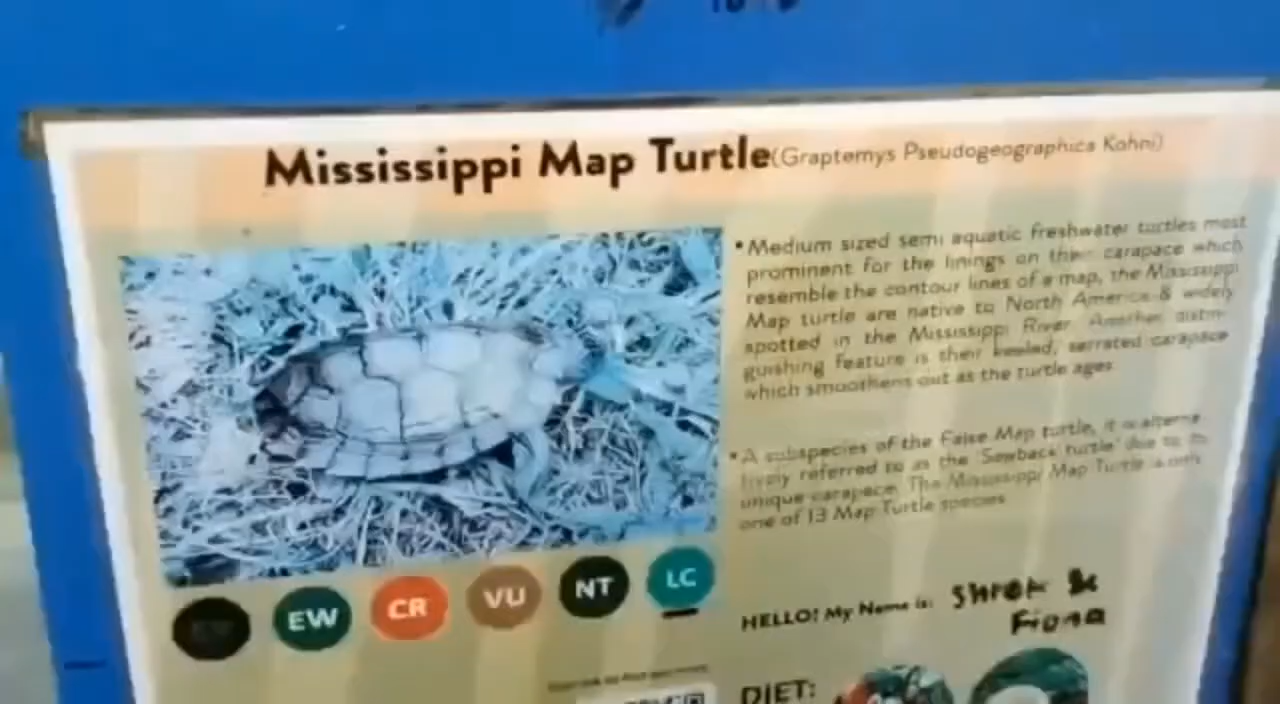 Mississippi Map Turtle (Graptemys Pseudogeographica Kohni)
• Medium sized semi aquatic freshwater turtles most
prominent for the linings on their carapace which
resemble the contour lines of a map, the Mississippi
Map turtle are native to North America & widely
spotted in the Mississippi River. Another distin-
guishing feature is their keeled, serrated carapace
which smoothens out as the turtle ages
• A subspecies of the False Map turtle, it is alterna-
tively referred to as the 'Sawback turtle' due to its
unique carapace. The Mississippi Map Turtle is only
one of 13 Map Turtle species
EW CR VU NT LC
HELLO! My Name is: Shrek &
Fiona
DIET: